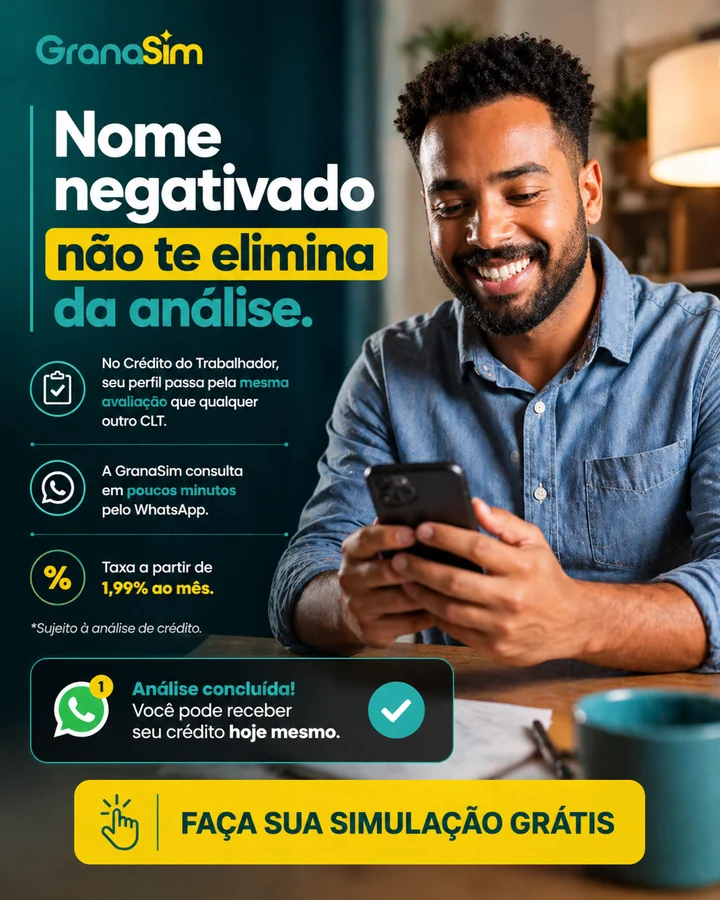 GranaSim
Nome
negativado
não te elimina
da análise.
No Crédito do Trabalhador,
seu perfil passa pela mesma
avaliação que qualquer
outro CLT.
A GranaSim consulta
em poucos minutos
pelo WhatsApp.
%
Taxa a partir de
1,99% ao mês.
*Sujeito à análise de crédito.
1
Análise concluída!
Você pode receber
seu crédito hoje mesmo.
FAÇA SUA SIMULAÇÃO GRÁTIS